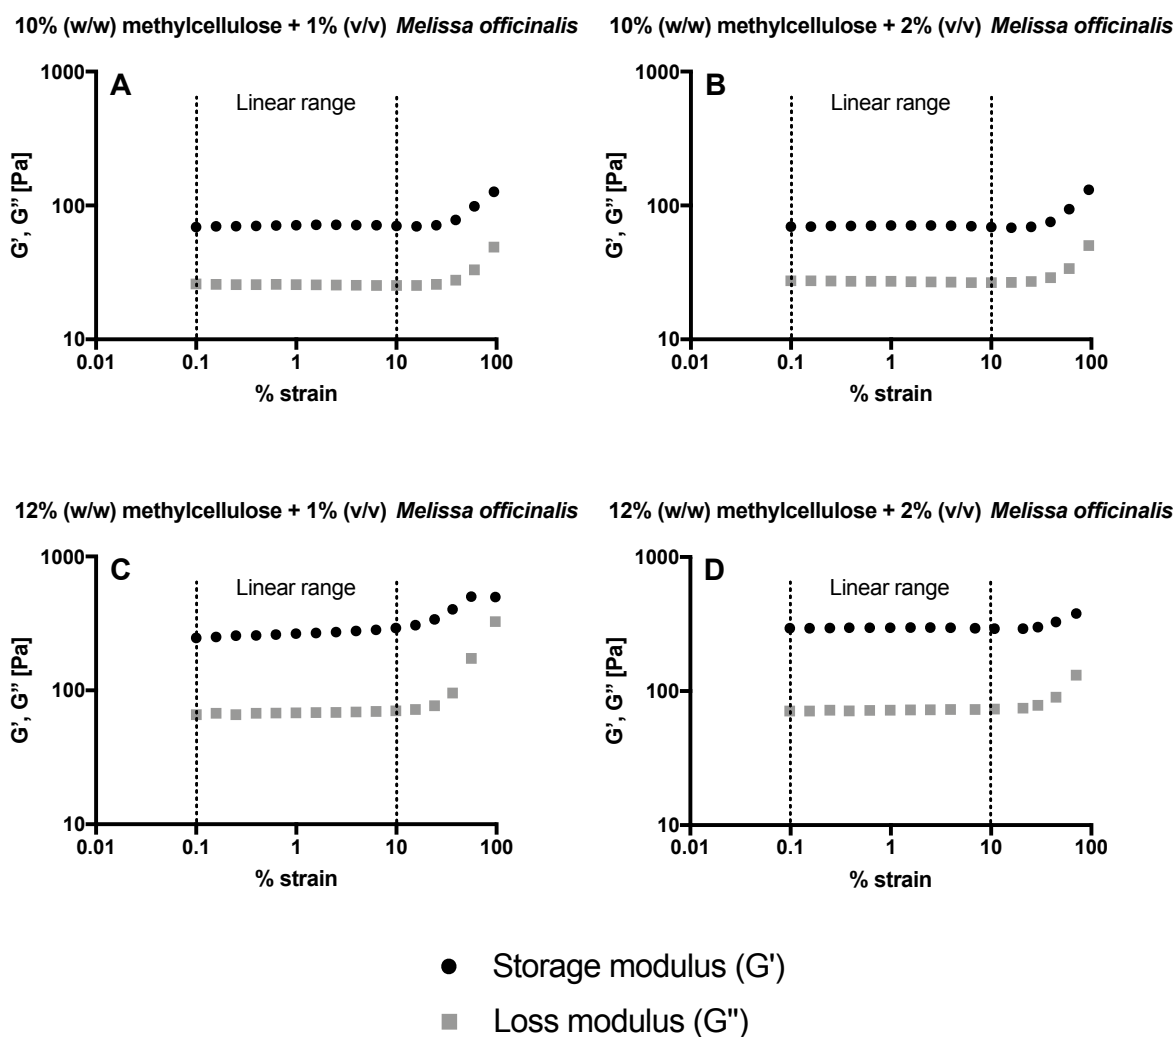 10% (w/w) methylcellulose + 1% (v/v) Melissa officinalis
A
Linear range
1000
100
10
G’, G’’ [Pa]
0.01 0.1 1 10 100
% strain
10% (w/w) methylcellulose + 2% (v/v) Melissa officinalis
B
Linear range
1000
100
10
G’, G’’ [Pa]
0.01 0.1 1 10 100
% strain
12% (w/w) methylcellulose + 1% (v/v) Melissa officinalis
C
Linear range
1000
100
10
G’, G’’ [Pa]
0.01 0.1 1 10 100
% strain
12% (w/w) methylcellulose + 2% (v/v) Melissa officinalis
D
Linear range
1000
100
10
G’, G’’ [Pa]
0.01 0.1 1 10 100
% strain
Storage modulus (G')
Loss modulus (G")